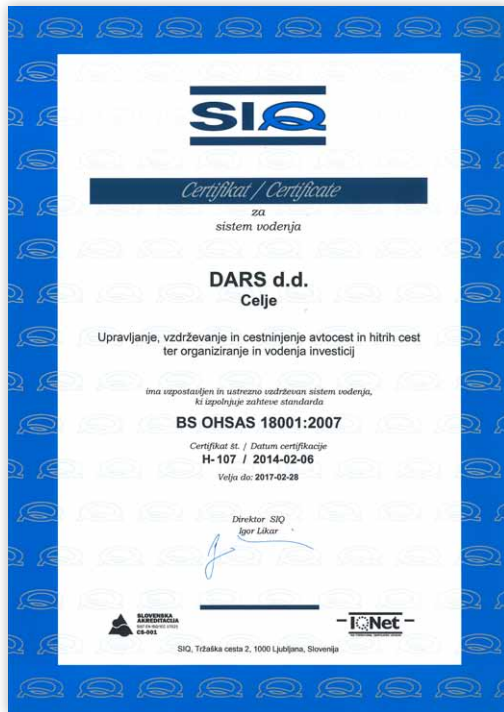 SIQ
Certifikat / Certificate
za
sistem vodenja
DARS d.d.
Celje
Upravljanje, vzdrževanje in cestninjenje avtocest in hitrih cest
ter organiziranje in vodenja investicij
ima vzpostavljen in ustrezno vzdrževan sistem vodenja,
ki izpolnjuje zahteve standarda
BS OHSAS 18001:2007
Certifikat št. / Datum certifikacije
H-107 / 2014-02-06
Velja do: 2017-02-28
Direktor SIQ
Igor Likar
SLOVENSKA
AKREDITACIJA
CS-001
IQNet
SIQ, Tržaška cesta 2, 1000 Ljubljana, Slovenija